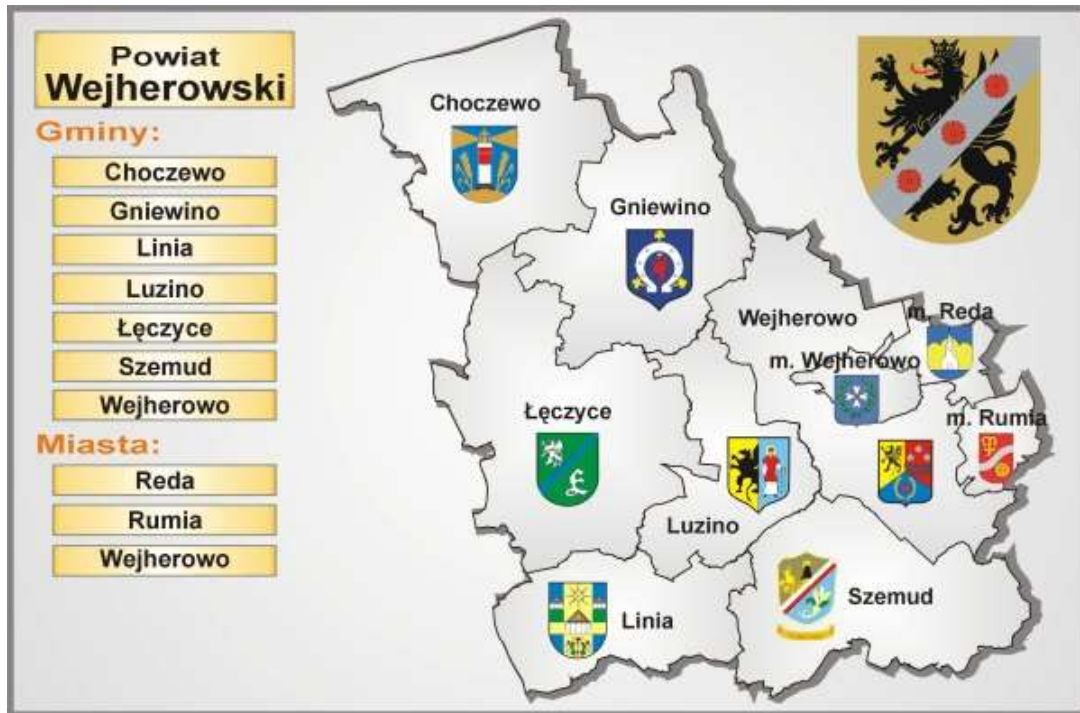 Powiat
Wejherowski
Gminy:
Choczewo
Gniewino
Linia
Luzino
Łęczyce
Szemud
Wejherowo
Miasta:
Reda
Rumia
Wejherowo
Choczewo
Gniewino
Wejherowo
m. Reda
m. Wejherowo
Łęczyce
m. Rumia
Luzino
Szemud
Linia